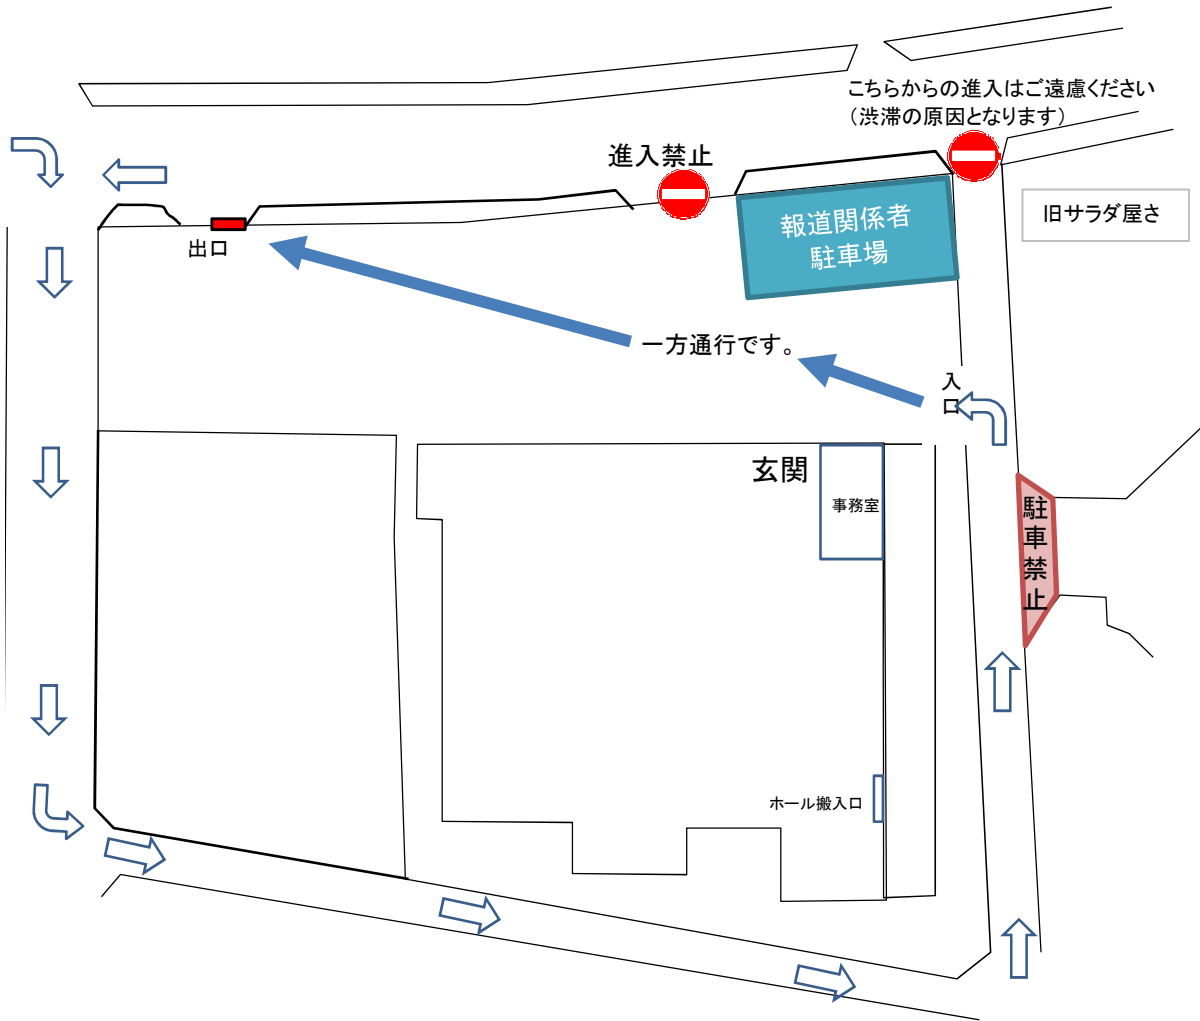 こちらからの進入はご遠慮ください
（渋滞の原因となります）
進入禁止
旧サラダ屋さ
報道関係者
駐車場
出口
一方通行です。
入
口
玄関
事務室
駐
車
禁
止
ホール搬入口